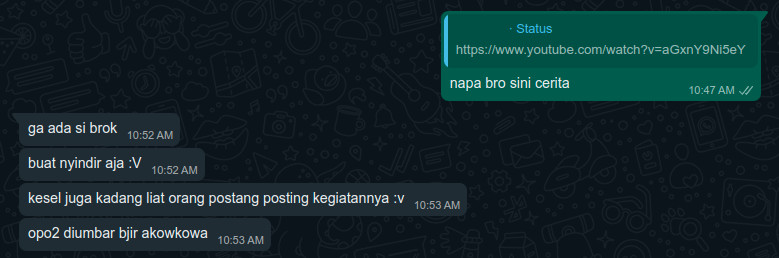 · Status
https://www.youtube.com/watch?v=aGxnY9Ni5eY
napa bro sini cerita
10:47 AM
ga ada si brok
10:52 AM
buat nyindir aja :V
10:52 AM
kesel juga kadang liat orang postang posting kegiatannya :v
10:53 AM
opo2 diumbar bjir akowkowa
10:53 AM